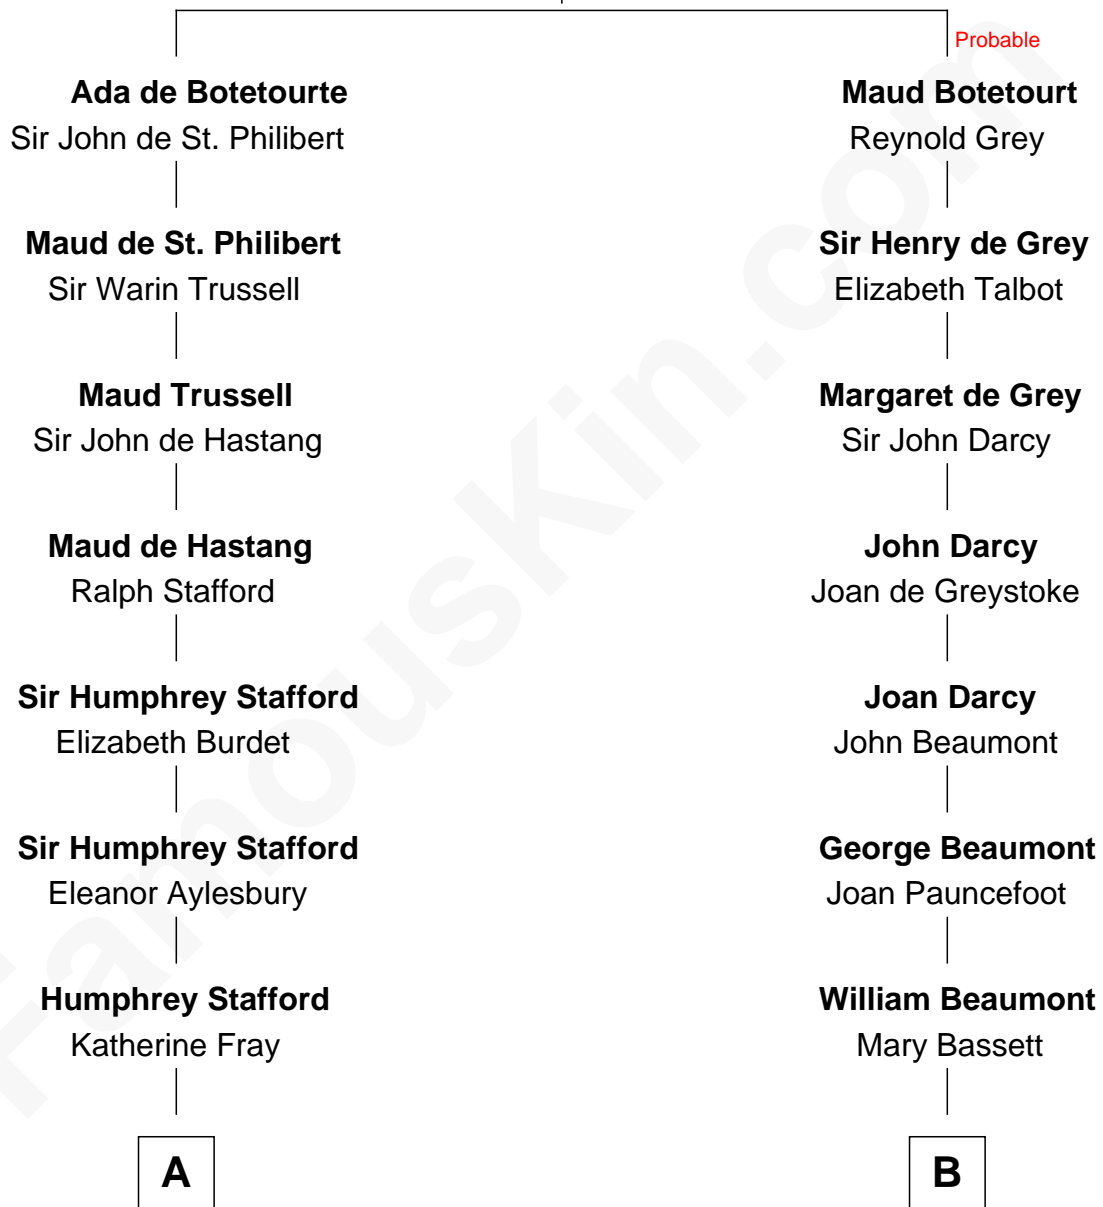 Probable
Ada de Botetourte
Sir John de St. Philibert
Maud Botetourt
Reynold Grey
Maud de St. Philibert
Sir Warin Trussell
Sir Henry de Grey
Elizabeth Talbot
Maud Trussell
Sir John de Hastang
Margaret de Grey
Sir John Darcy
Maud de Hastang
Ralph Stafford
John Darcy
Joan de Greystoke
Sir Humphrey Stafford
Elizabeth Burdet
Joan Darcy
John Beaumont
Sir Humphrey Stafford
Eleanor Aylesbury
George Beaumont
Joan Pauncefoot
Humphrey Stafford
Katherine Fray
William Beaumont
Mary Bassett
A
B
FamousKin.com